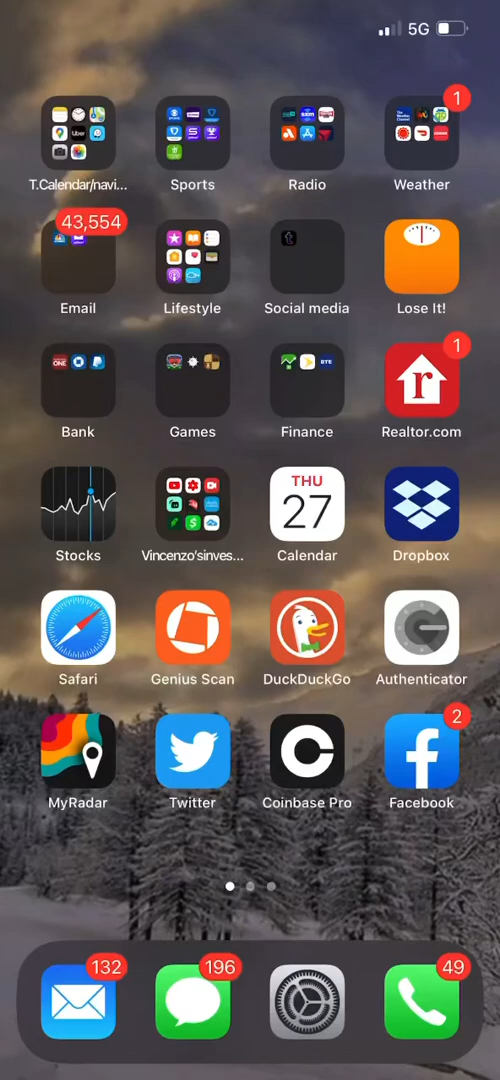 5G
1
T.Calendar/navi...
Sports
Radio
Weather
43,554
Email
Lifestyle
Social media
Lose It!
1
Bank
Games
Finance
Realtor.com
THU
27
Stocks
Vincenzo'sinves...
Calendar
Dropbox
Safari
Genius Scan
DuckDuckGo
Authenticator
2
MyRadar
Twitter
Coinbase Pro
Facebook
132
196
49